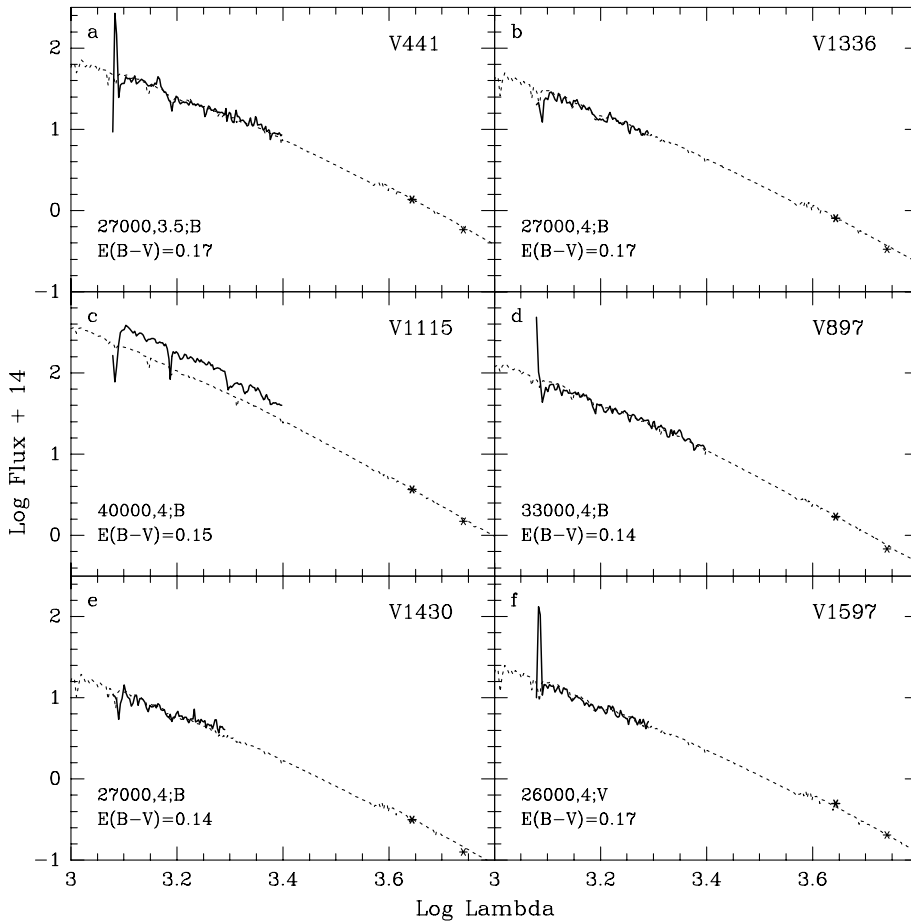 a
V441
2
1
0
−1
27000,3.5;B
E(B−V)=0.17
b
V1336
27000,4;B
E(B−V)=0.17
c
V1115
2
1
0
40000,4;B
E(B−V)=0.15
d
V897
33000,4;B
E(B−V)=0.14
Log Flux + 14
e
V1430
2
1
0
−1
27000,4;B
E(B−V)=0.14
f
V1597
26000,4;V
E(B−V)=0.17
3 3.2 3.4 3.6 3 3.2 3.4 3.6
Log Lambda